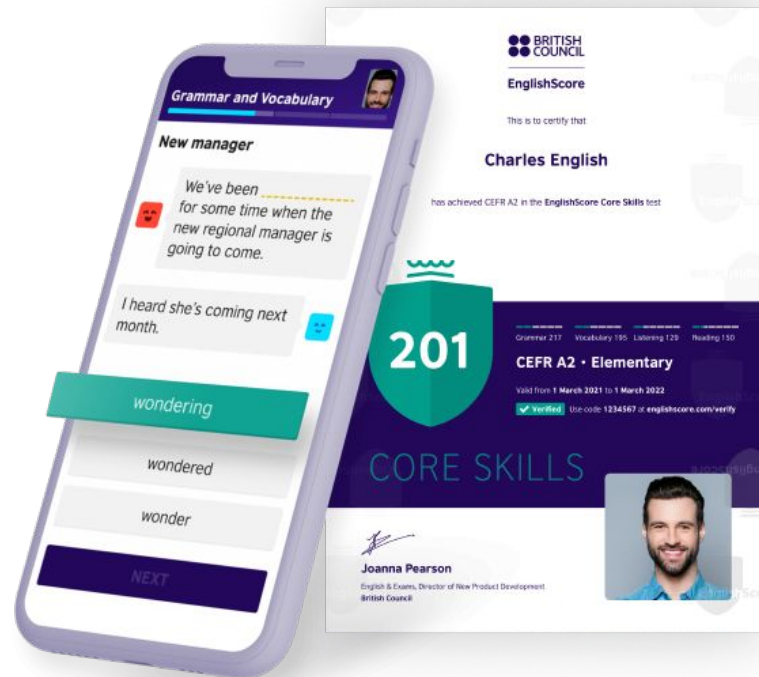 Grammar and Vocabulary
New manager
We've been
for some time when the
new regional manager is
going to come.
I heard she's coming next
month.
wondering
wondered
wonder
NEXT
BRITISH
COUNCIL
EnglishScore
This is to certify that
Charles English
has achieved CEFR A2 in the EnglishScore Core Skills test
201
Grammar 217 Vocabulary 195 Listening 129 Reading 150
CEFR A2 • Elementary
Valid from 1 March 2021 to 1 March 2022
Verified Use code 1234567 at englishscore.com/verify
CORE SKILLS
Joanna Pearson
English & Exams, Director of New Product Development
British Council